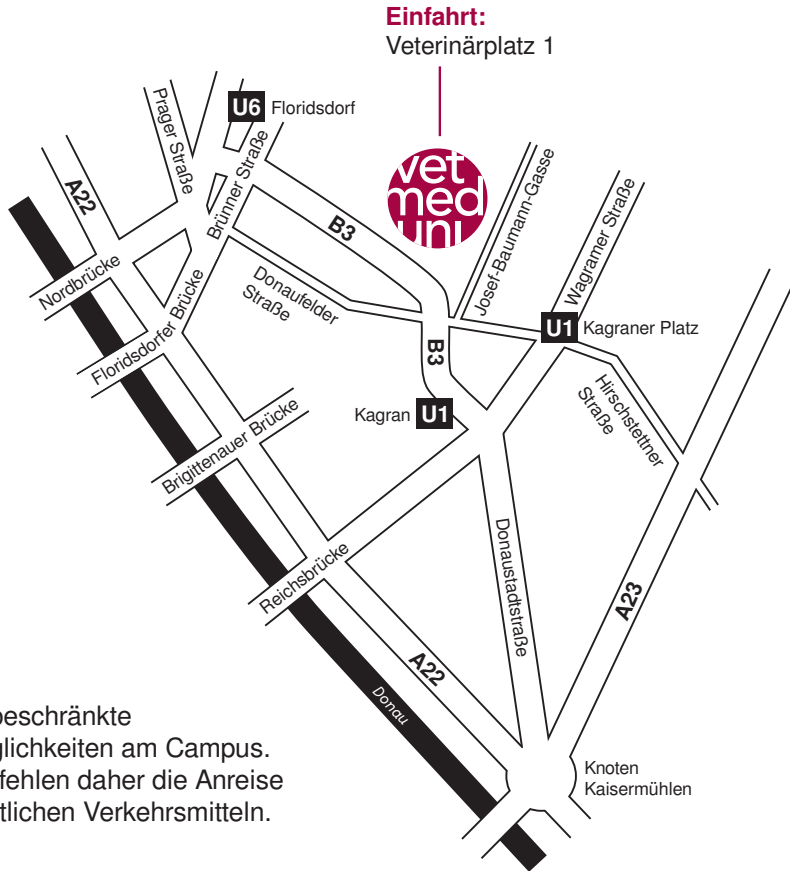 Einfahrt:
Veterinärplatz 1
U6 Floridsdorf
Prager Straße
Brünner Straße
A22
B3
vet
med
uni
Josef-Baumann-Gasse
Wagramer Straße
Nordbrücke
Donaufelder
Straße
Floridsdorfer Brücke
U1 Kagraner Platz
B3
Hirschstettner
Straße
Kagran U1
Brigittenauer Brücke
Donaustadtstraße
Reichsbrücke
A23
A22
Donau
beschränkte
glichkeiten am Campus.
fehlen daher die Anreise
tlichen Verkehrsmitteln.
Knoten
Kaisermühlen